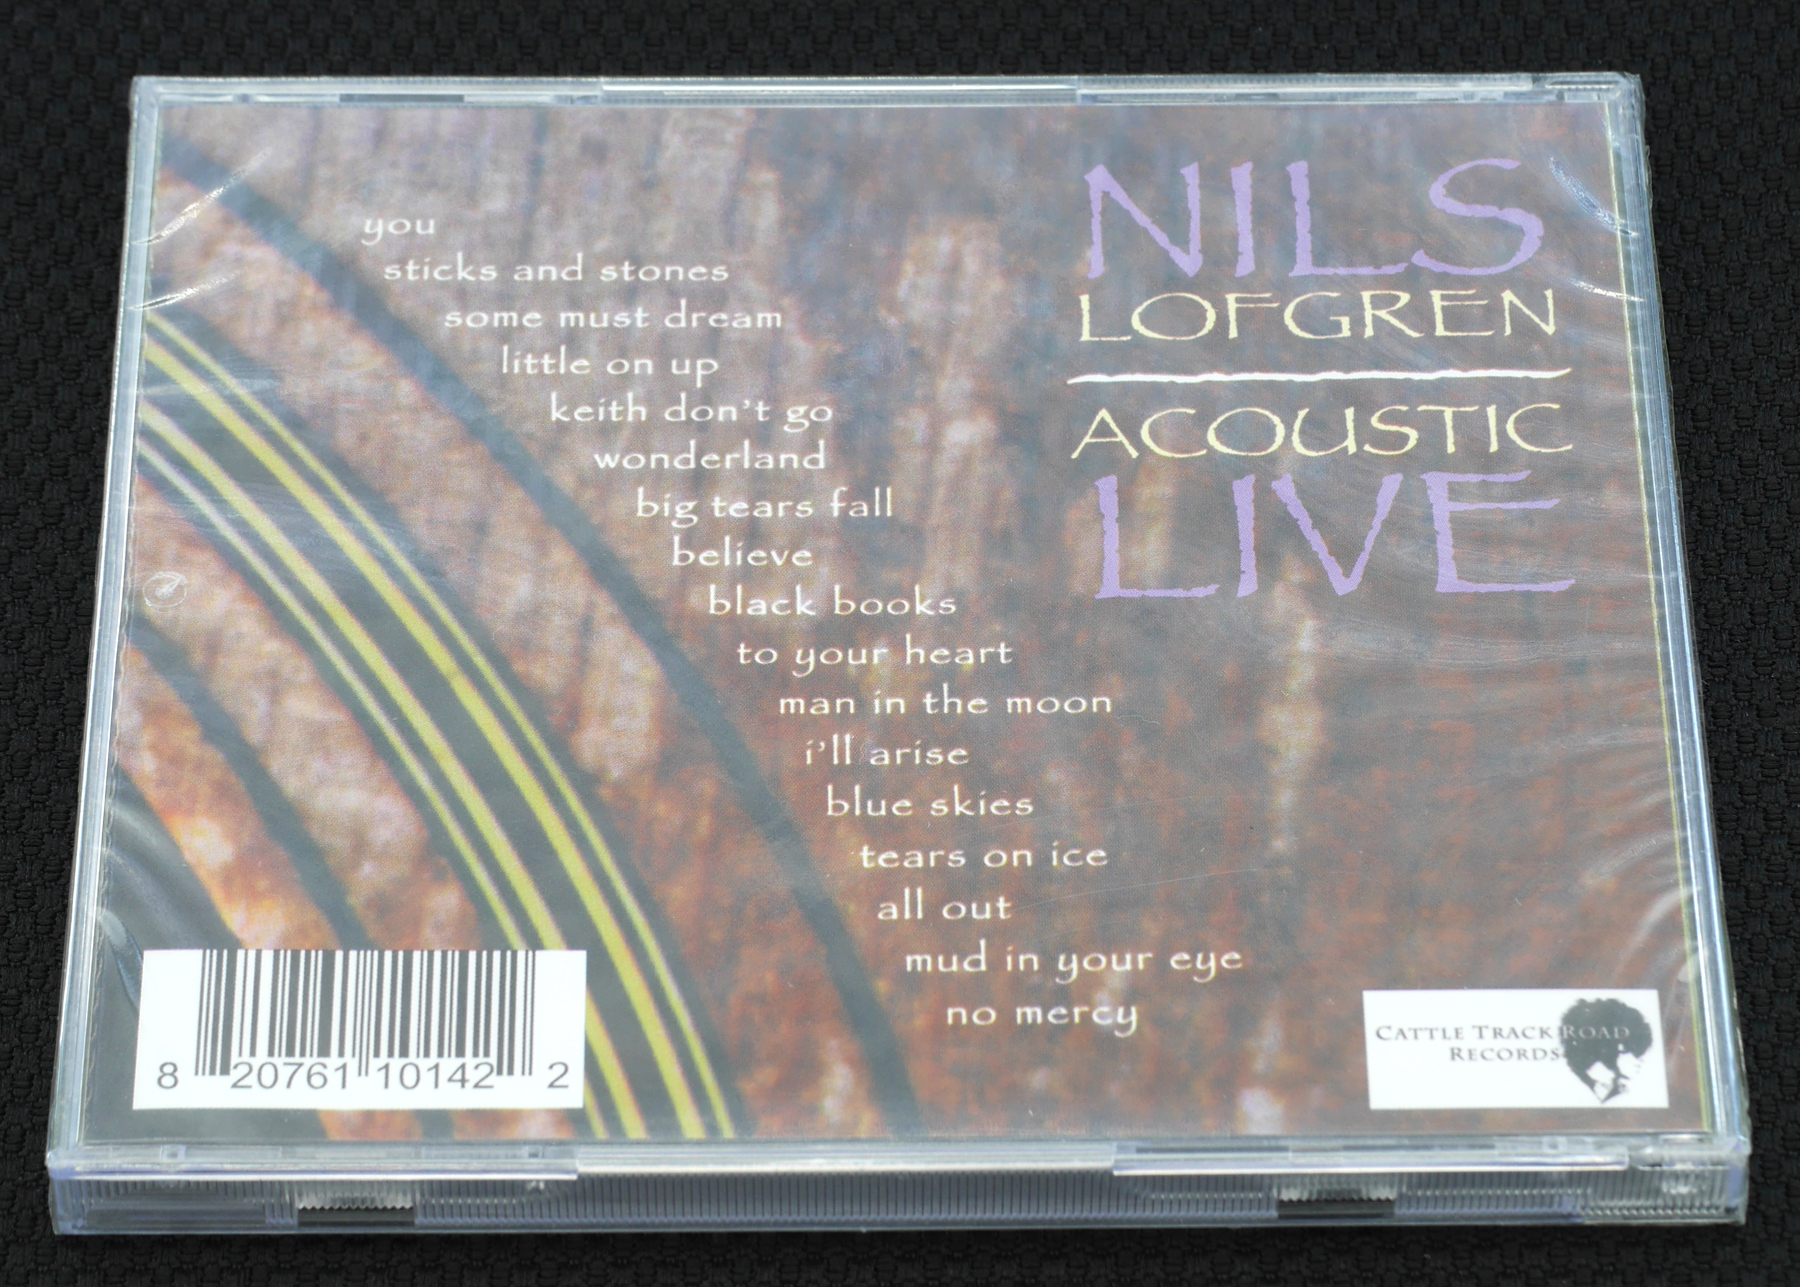 you
sticks and stones
some must dream
little on up
keith don't go
wonderland
big tears fall
believe
black books
to your heart
man in the moon
i'll arise
blue skies
tears on ice
all out
mud in your eye
no mercy
NILS
LOFGREN
ACOUSTIC
LIVE
8 20761 10142 2
CATTLE TRACK ROAD
RECORDS